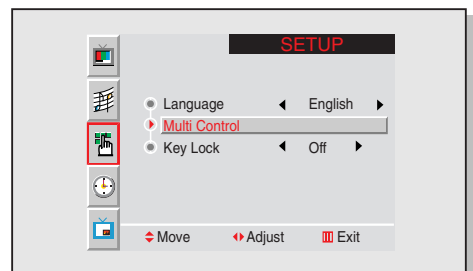 SETUP
Language English
Multi Control
Key Lock Off
Move Adjust Exit